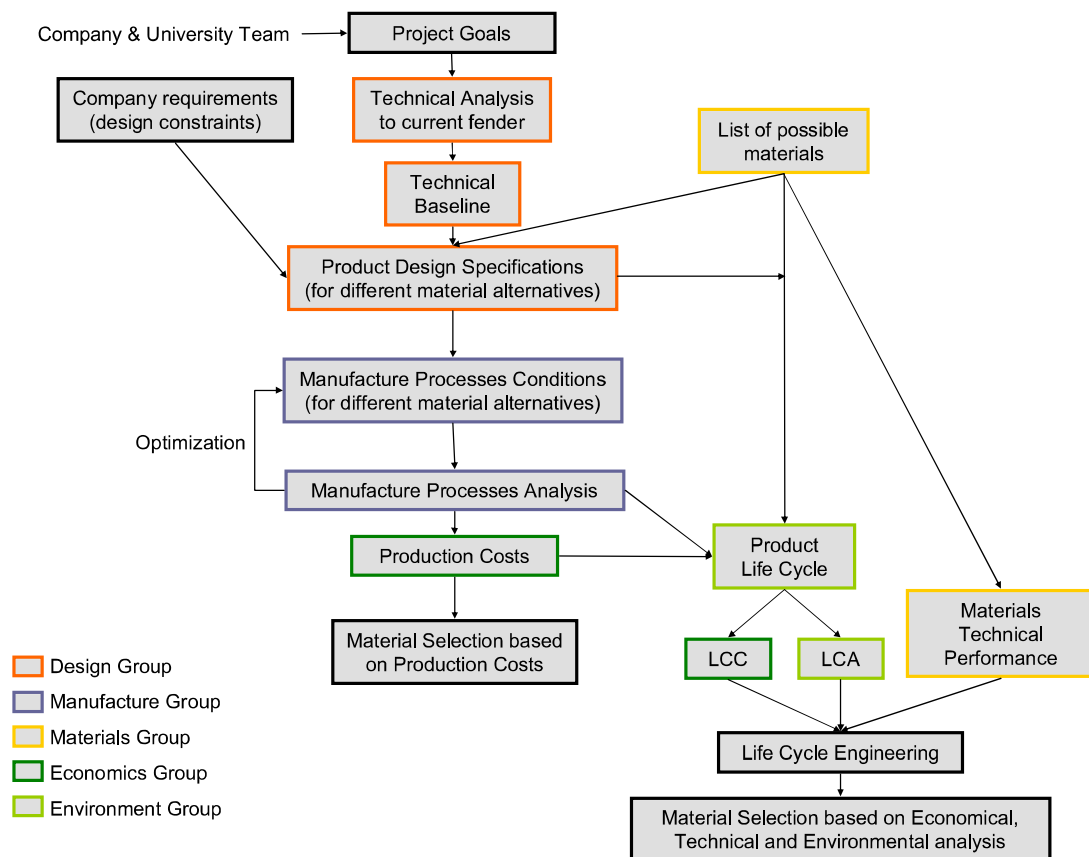 Company & University Team
Project Goals
Company requirements
(design constraints)
Technical Analysis
to current fender
List of possible
materials
Technical
Baseline
Product Design Specifications
(for different material alternatives)
Manufacture Processes Conditions
(for different material alternatives)
Optimization
Manufacture Processes Analysis
Production Costs
Product
Life Cycle
Material Selection based
on Production Costs
LCC
LCA
Materials
Technical
Performance
Design Group
Manufacture Group
Materials Group
Economics Group
Environment Group
Life Cycle Engineering
Material Selection based on Economical,
Technical and Environmental analysis